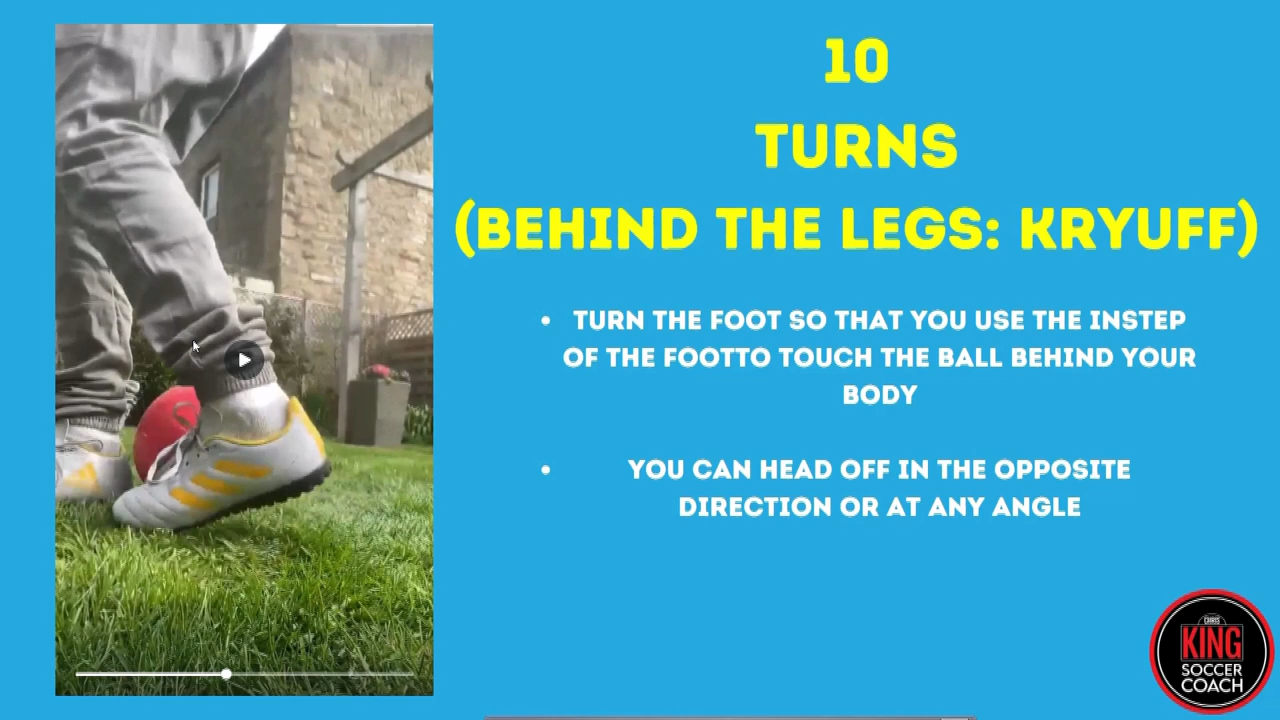 10
TURNS
(BEHIND THE LEGS: KRYUFF)
• TURN THE FOOT SO THAT YOU USE THE INSTEP
OF THE FOOTTO TOUCH THE BALL BEHIND YOUR
BODY
• YOU CAN HEAD OFF IN THE OPPOSITE
DIRECTION OR AT ANY ANGLE
CHRIS
KING
SOCCER
COACH